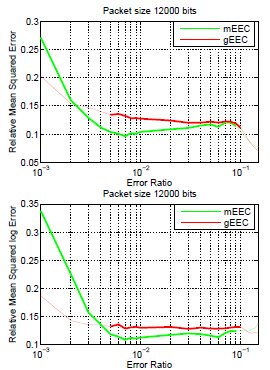 Packet size 12000 bits
Relative Mean Squared Error
0.3
0.25
0.2
0.15
0.1
0.05
mEEC
gEEC
10⁻³
10⁻²
10⁻¹
Error Ratio
Packet size 12000 bits
Relative Mean Squared log Error
0.35
0.3
0.25
0.2
0.15
0.1
mEEC
gEEC
10⁻³
10⁻²
10⁻¹
Error Ratio